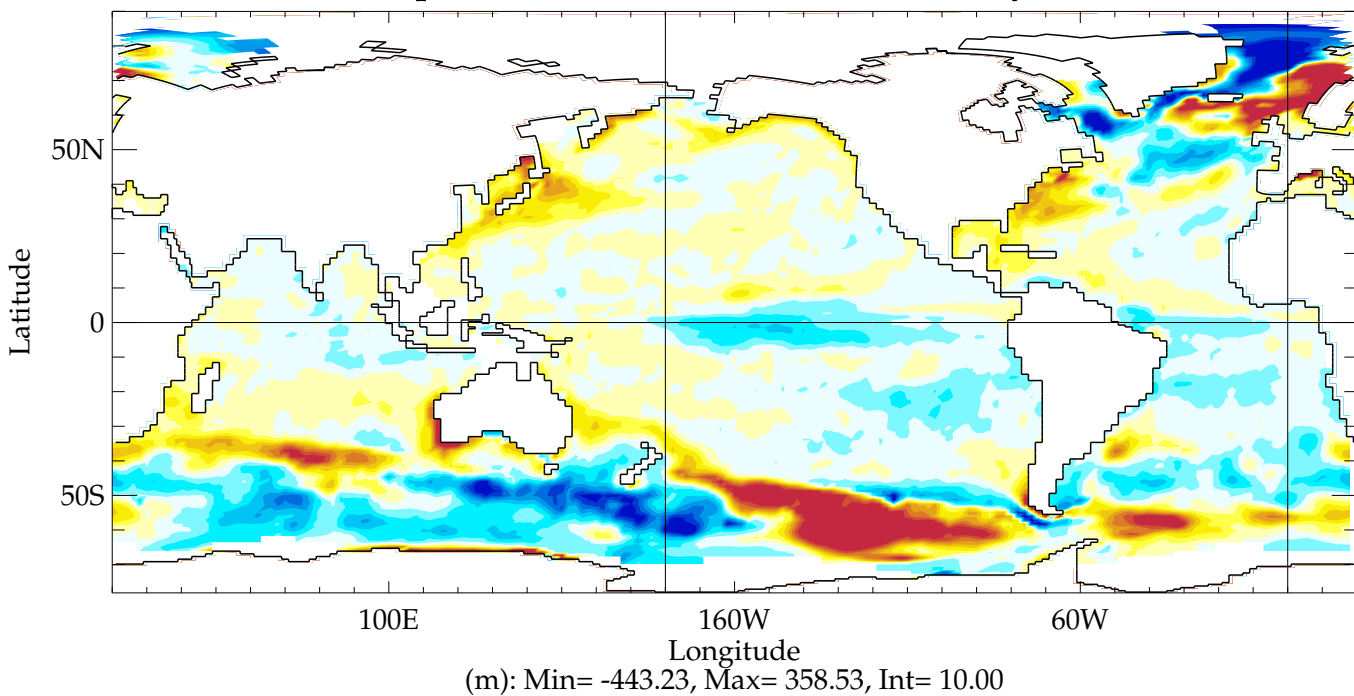 50N
0
50S
Latitude
100E
160W
60W
Longitude
(m): Min= -443.23, Max= 358.53, Int= 10.00